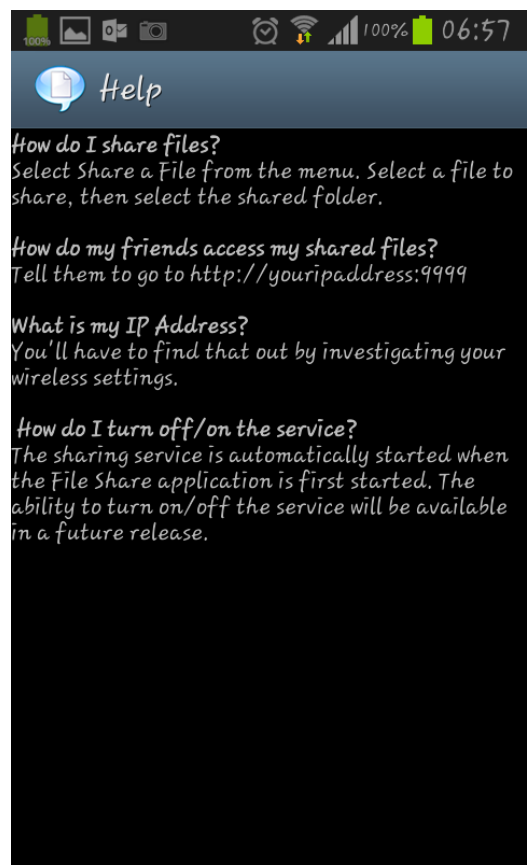 100% 100% 06:57
Help
How do I share files?
Select Share a File from the menu. Select a file to
share, then select the shared folder.
How do my friends access my shared files?
Tell them to go to http://youripaddress:9999
What is my IP Address?
You'll have to find that out by investigating your
wireless settings.
How do I turn off/on the service?
The sharing service is automatically started when
the File Share application is first started. The
ability to turn on/off the service will be available
in a future release.